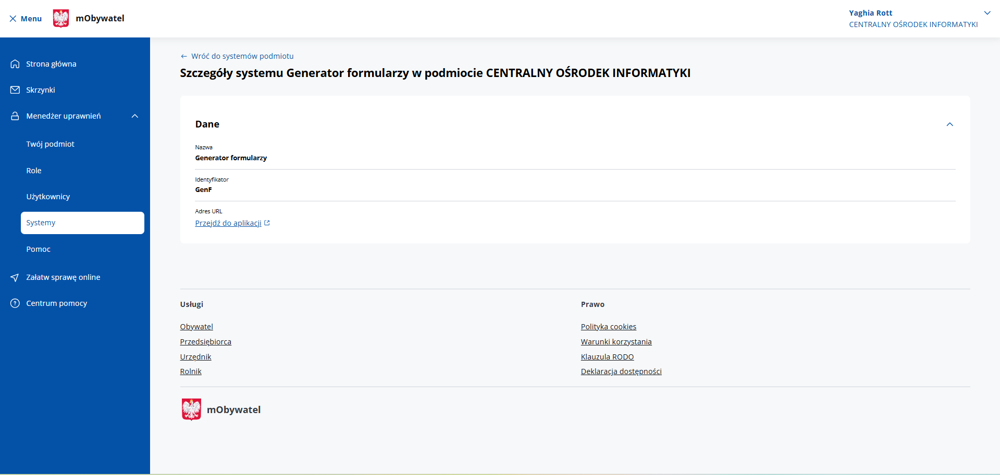 Menu
mObywatel
Yaghia Rott
CENTRALNY OŚRODEK INFORMATYKI
Strona główna
Skrzynki
Menedżer uprawnień
Twój podmiot
Role
Użytkownicy
Systemy
Pomoc
Załatw sprawę online
Centrum pomocy
Wróć do systemów podmiotu
Szczegóły systemu Generator formularzy w podmiocie CENTRALNY OŚRODEK INFORMATYKI
Dane
Nazwa
Generator formularzy
Identyfikator
GenF
Adres URL
Przejdź do aplikacji
Usługi
Obywatel
Przedsiębiorca
Urzędnik
Rolnik
Prawo
Polityka cookies
Warunki korzystania
Klauzula RODO
Deklaracja dostępności
mObywatel